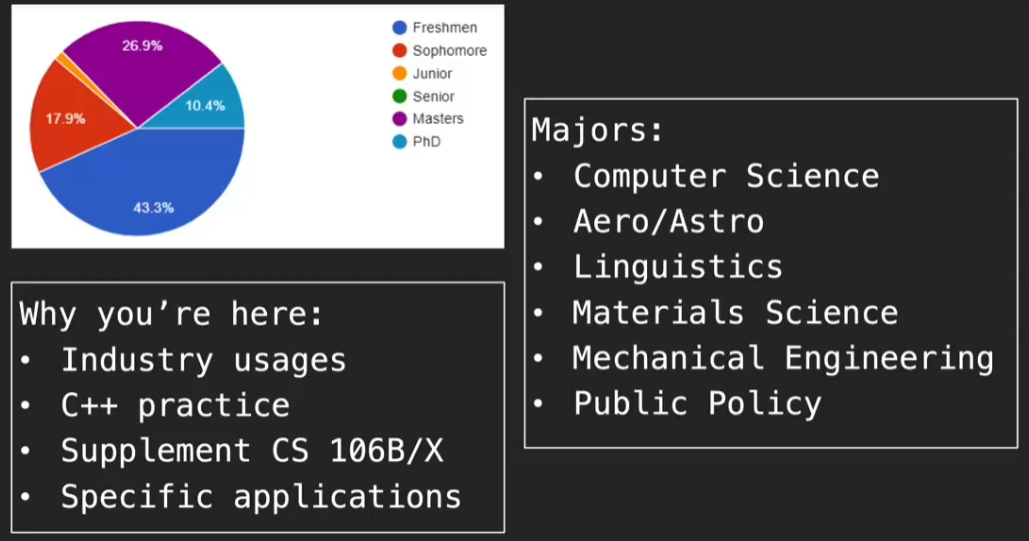 26.9%
10.4%
17.9%
43.3%
Freshmen
Sophomore
Junior
Senior
Masters
PhD
Why you’re here:
• Industry usages
• C++ practice
• Supplement CS 106B/X
• Specific applications
Majors:
• Computer Science
• Aero/Astro
• Linguistics
• Materials Science
• Mechanical Engineering
• Public Policy